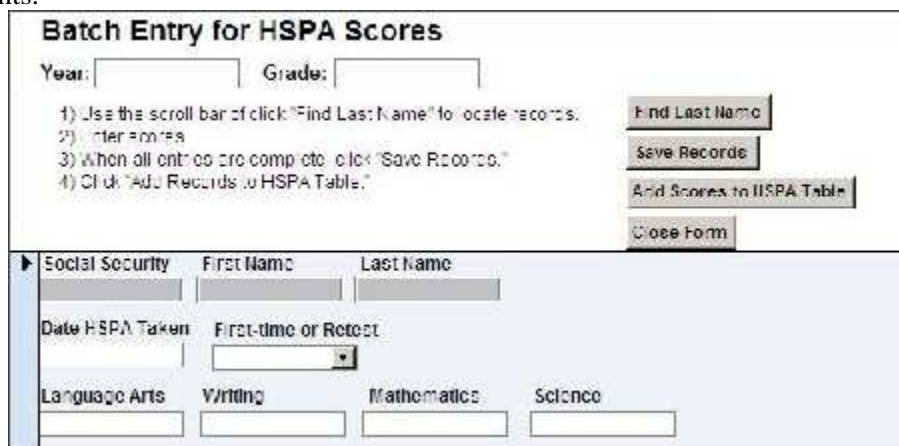 nts.
Batch Entry for HSPA Scores
Year: Grade:
1) Use the scroll bar of click "Find Last Name" to locate records.
2) Enter scores
3) When all entries are complete, click "Save Records."
4) Click "Add Records to HSPA Table."
Find Last Name
Save Records
Add Scores to HSPA Table
Close Form
Social Security First Name Last Name
Date HSPA Taken First-time or Retest
Language Arts Writing Mathematics Science